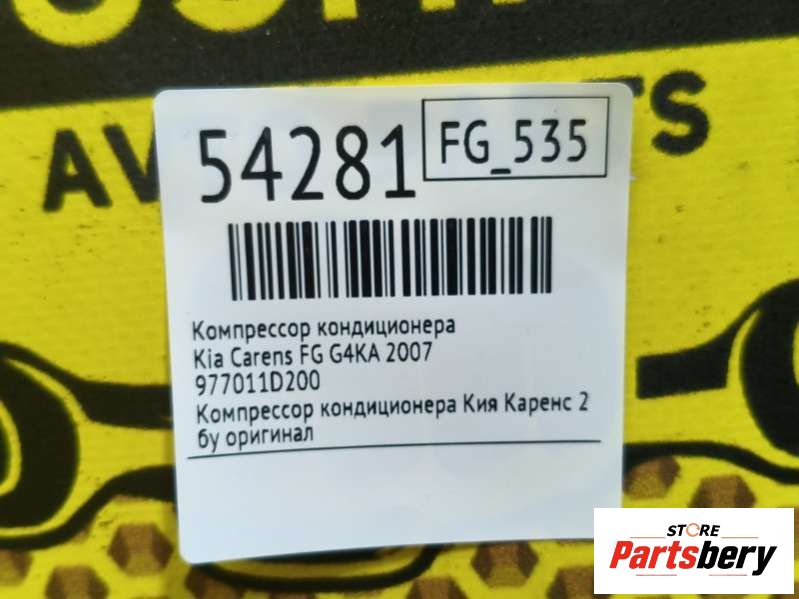 54281
FG_535
Компрессор кондиционера
Kia Carens FG G4KA 2007
977011D200
Компрессор кондиционера Кия Каренс 2
бу оригинал
STORE
Partsbery